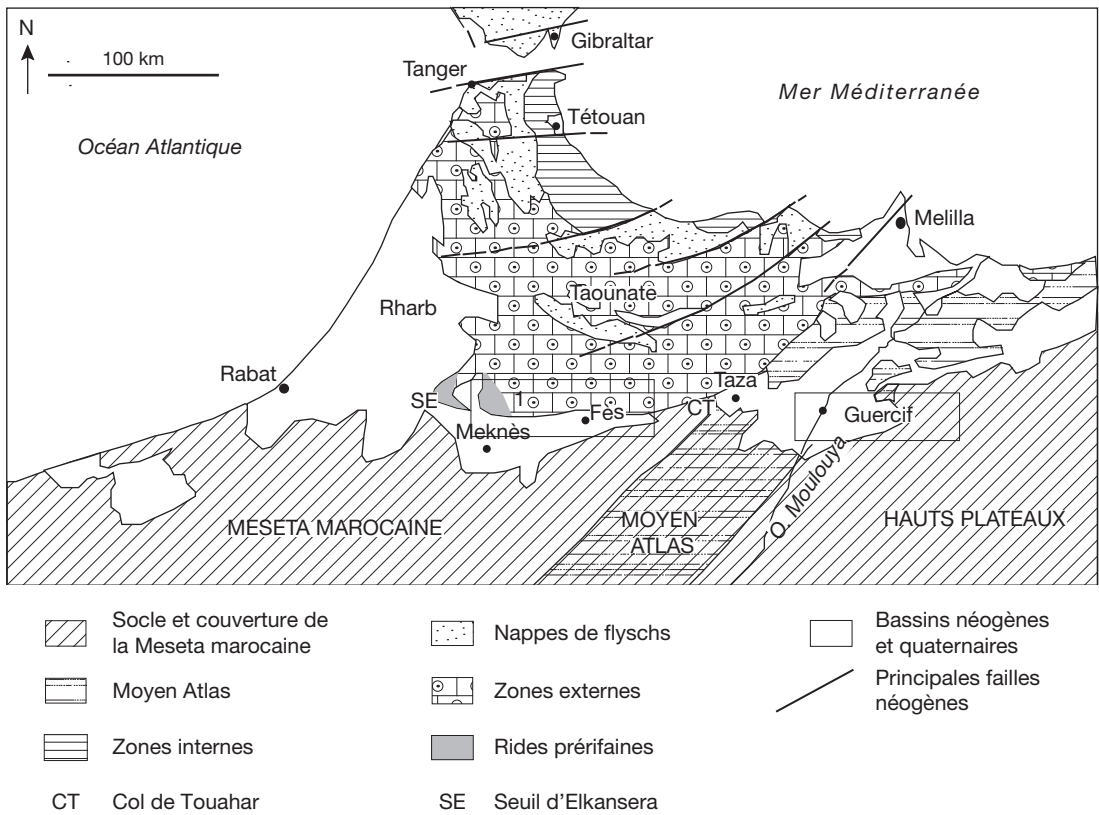 N
100 km
Gibraltar
Tanger
Mer Méditerranée
Tétouan
Océan Atlantique
Melilla
Taounate
Rharb
Rabat
Taza
SE
1
CT
Fès
Guercif
Meknès
O. Moulouya
MESETA MAROCAINE
MOYEN
ATLAS
HAUTS PLATEAUX
Socle et couverture de
la Meseta marocaine
Nappes de flyschs
Bassins néogènes
et quaternaires
Moyen Atlas
Zones externes
Principales failles
néogènes
Zones internes
Rides prérifaines
CT Col de Touahar
SE Seuil d'Elkansera